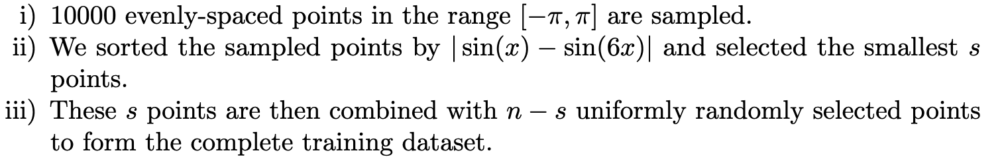 i) 10000 evenly-spaced points in the range [−π, π] are sampled.
ii) We sorted the sampled points by | sin(x) − sin(6x)| and selected the smallest s
points.
iii) These s points are then combined with n − s uniformly randomly selected points
to form the complete training dataset.